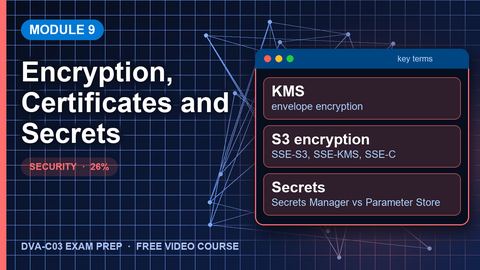 MODULE 9
Encryption,
Certificates and
Secrets
SECURITY · 26%
key terms
KMS
envelope encryption
S3 encryption
SSE-S3, SSE-KMS, SSE-C
Secrets
Secrets Manager vs Parameter Store
DVA-C03 EXAM PREP · FREE VIDEO COURSE